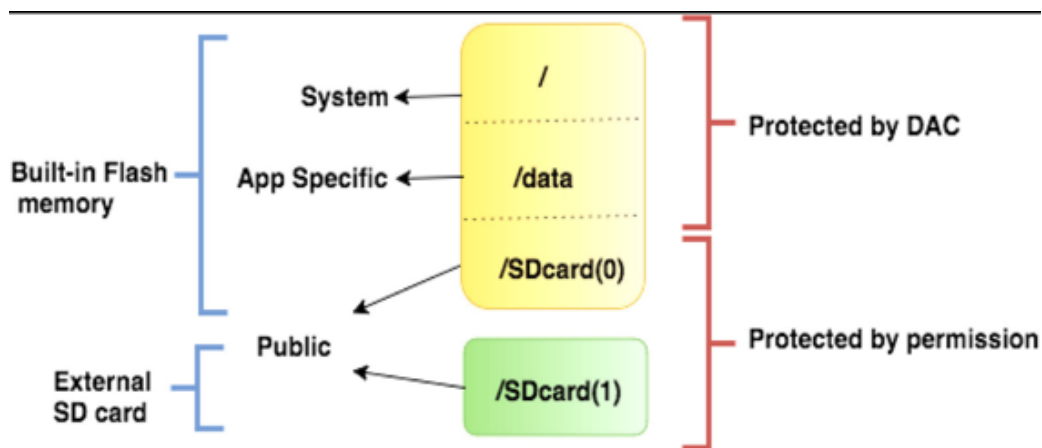 /
System
Protected by DAC
Built-in Flash
memory
App Specific
/data
/SDcard(0)
Public
Protected by permission
External
SD card
/SDcard(1)